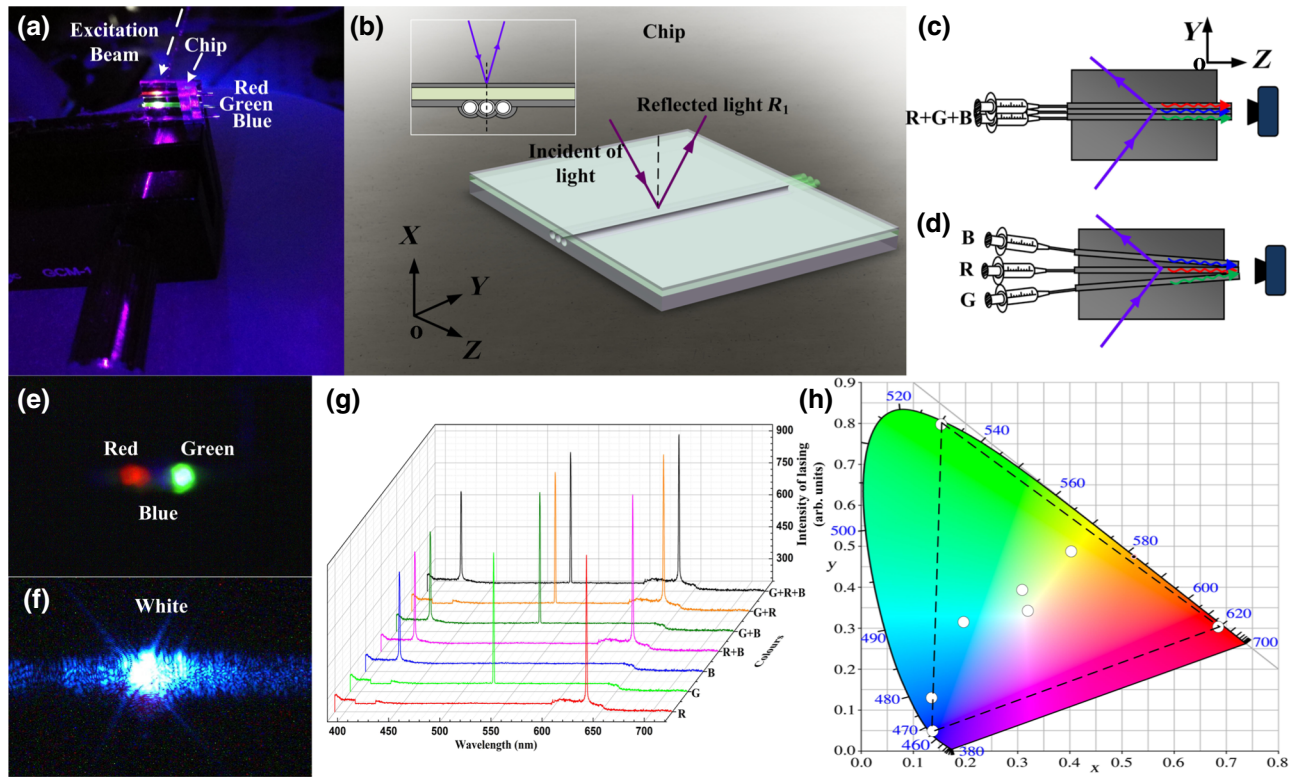 (a)
Excitation
Beam
Chip
Red
Green
Blue
(b)
Chip
Reflected light R₁
Incident of
light
X
Y
Z
o
(c)
Y
o
Z
R+G+B
(d)
B
R
G
(e)
Red
Green
Blue
(f)
White
(g)
900
750
600
450
300
Intensity of lasing
(arb. units)
G+R+B
G+R
G+B
R+B
B
G
R
Colours
400 450 500 550 600 650 700
Wavelength (nm)
(h)
0.9
0.8
0.7
0.6
0.5
y
0.4
0.3
0.2
0.1
0.0
0.0 0.1 0.2 0.3 0.4 0.5 0.6 0.7 0.8
x
520
540
560
500
580
600
620
700
490
480
470
460
380